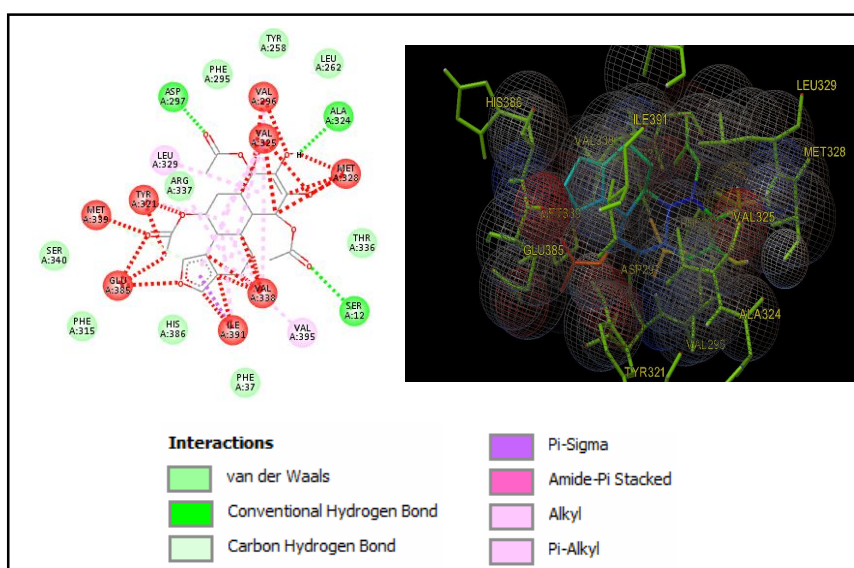 TYR
A:258
LEU
A:262
PHE
A:295
VAL
A:296
ASP
A:297
ALA
A:324
VAL
A:325
H
LEU
A:329
MET
A:328
ARG
A:337
TYR
A:321
MET
A:339
THR
A:336
SER
A:340
GLU
A:385
VAL
A:338
SER
A:12
PHE
A:315
HIS
A:386
ILE
A:391
VAL
A:395
PHE
A:37
LEU329
HIS386
ILE391
MET328
VAL325
GLU385
ALA324
VAL296
TYR321
Interactions
van der Waals
Conventional Hydrogen Bond
Carbon Hydrogen Bond
Pi-Sigma
Amide-Pi Stacked
Alkyl
Pi-Alkyl